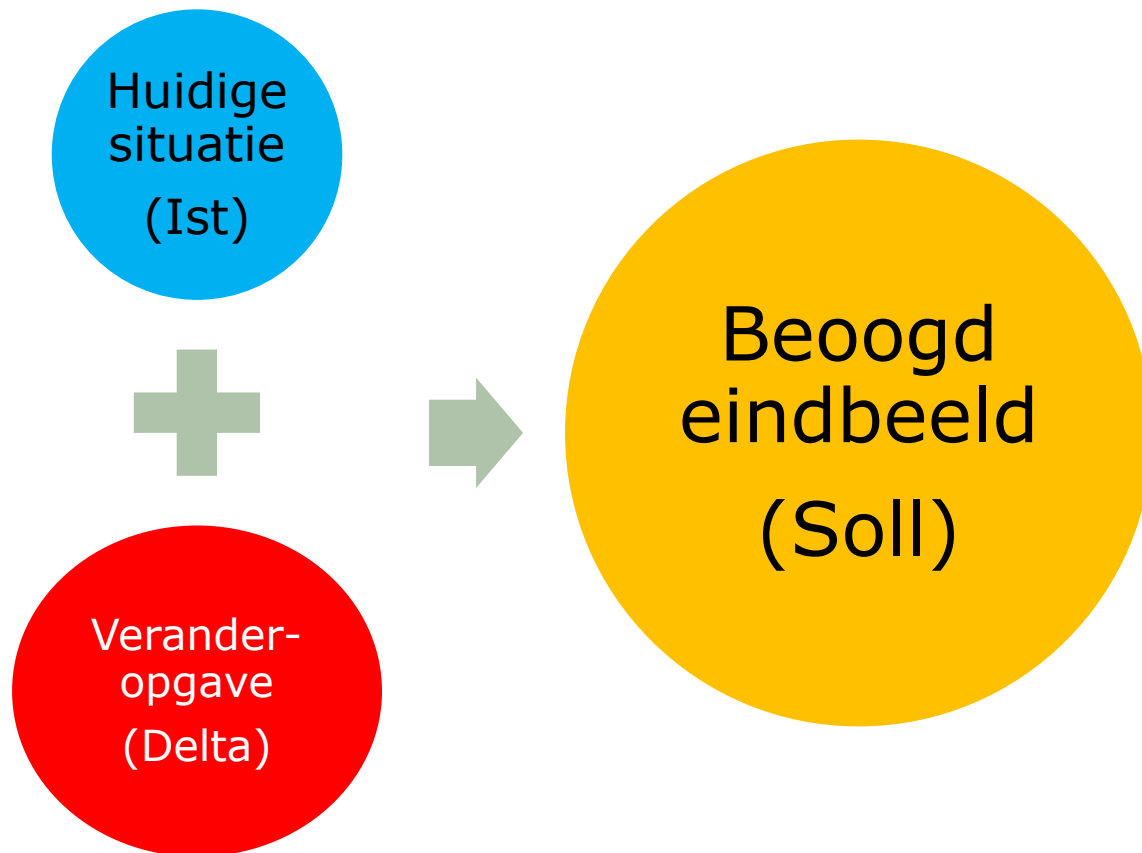 Huidige
situatie
(Ist)
Verander-
opgave
(Delta)
Beoogd
eindbeeld
(Soll)